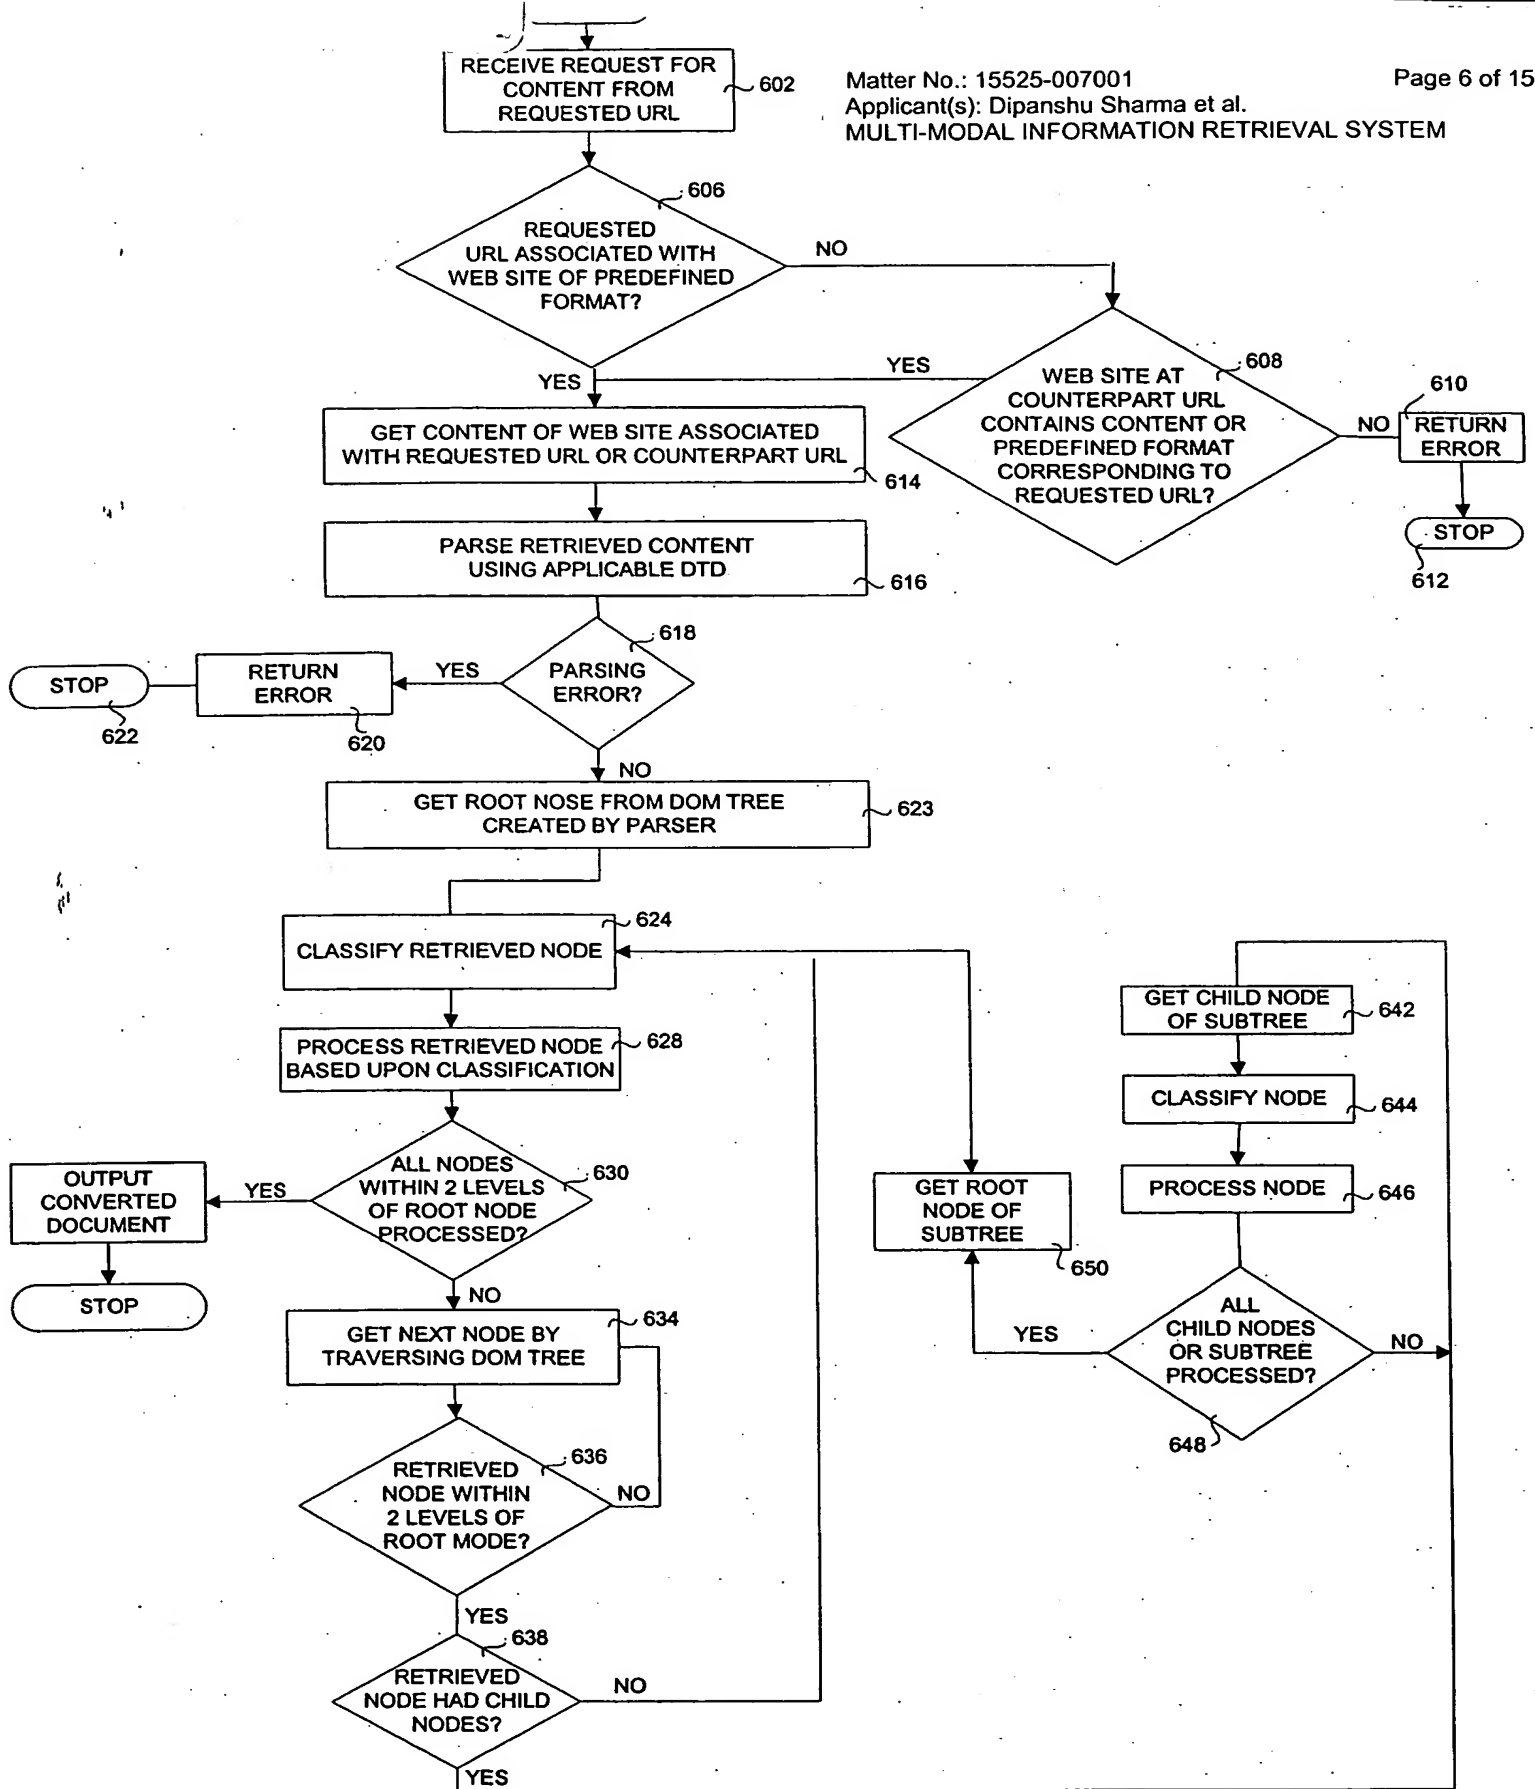 Matter No.: 15525-007001
Page 6 of 15
Applicant(s): Dipanshu Sharma et al.
MULTI-MODAL INFORMATION RETRIEVAL SYSTEM
RECEIVE REQUEST FOR
CONTENT FROM
REQUESTED URL
602
606
REQUESTED
URL ASSOCIATED WITH
WEB SITE OF PREDEFINED
FORMAT?
NO
YES
YES
608
WEB SITE AT
COUNTERPART URL
CONTAINS CONTENT OR
PREDEFINED FORMAT
CORRESPONDING TO
REQUESTED URL?
NO
610
RETURN
ERROR
STOP
612
GET CONTENT OF WEB SITE ASSOCIATED
WITH REQUESTED URL OR COUNTERPART URL
614
PARSE RETRIEVED CONTENT
USING APPLICABLE DTD
616
618
PARSING
ERROR?
YES
RETURN
ERROR
620
STOP
622
NO
GET ROOT NOSE FROM DOM TREE
CREATED BY PARSER
623
624
CLASSIFY RETRIEVED NODE
PROCESS RETRIEVED NODE
BASED UPON CLASSIFICATION
628
ALL NODES
WITHIN 2 LEVELS
OF ROOT NODE
PROCESSED?
630
YES
OUTPUT
CONVERTED
DOCUMENT
STOP
NO
634
GET NEXT NODE BY
TRAVERSING DOM TREE
636
RETRIEVED
NODE WITHIN
2 LEVELS OF
ROOT MODE?
NO
YES
638
RETRIEVED
NODE HAD CHILD
NODES?
NO
YES
GET CHILD NODE
OF SUBTREE
642
CLASSIFY NODE
644
PROCESS NODE
646
ALL
CHILD NODES
OR SUBTREE
PROCESSED?
648
NO
YES
GET ROOT
NODE OF
SUBTREE
650